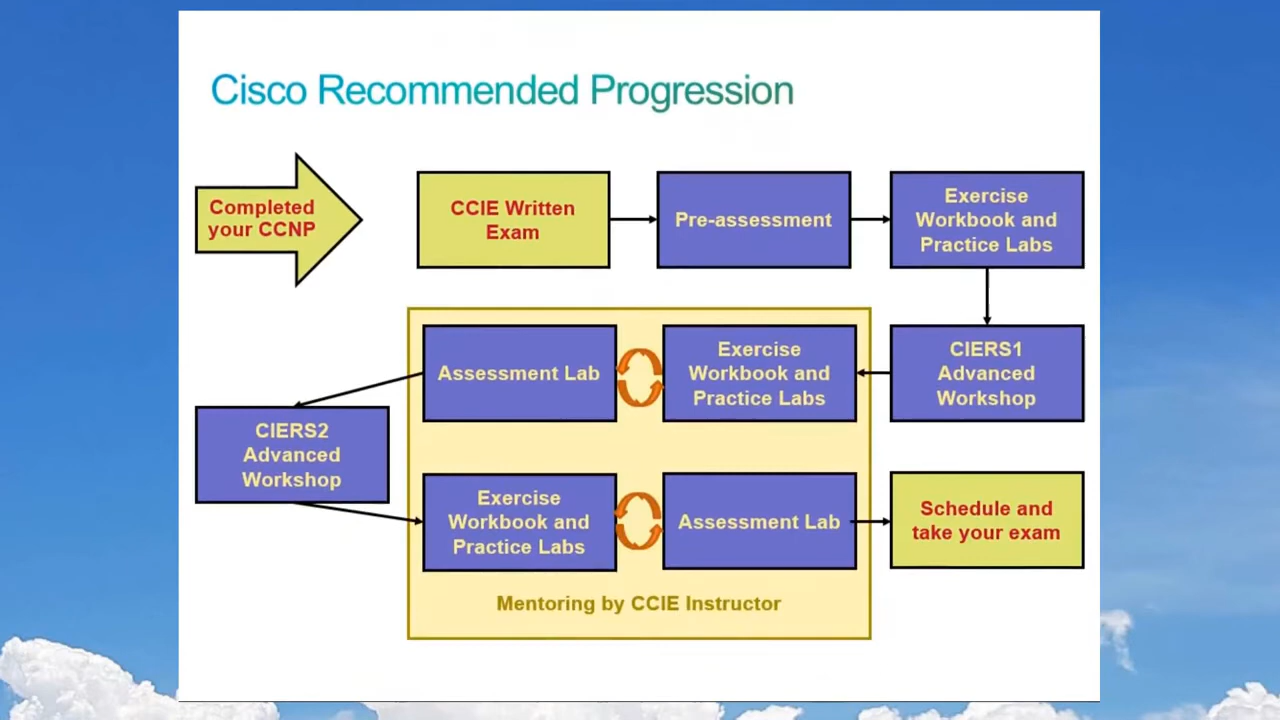 Cisco Recommended Progression
Completed
your CCNP
CCIE Written
Exam
Pre-assessment
Exercise
Workbook and
Practice Labs
CIERS1
Advanced
Workshop
Exercise
Workbook and
Practice Labs
Assessment Lab
CIERS2
Advanced
Workshop
Exercise
Workbook and
Practice Labs
Assessment Lab
Schedule and
take your exam
Mentoring by CCIE Instructor